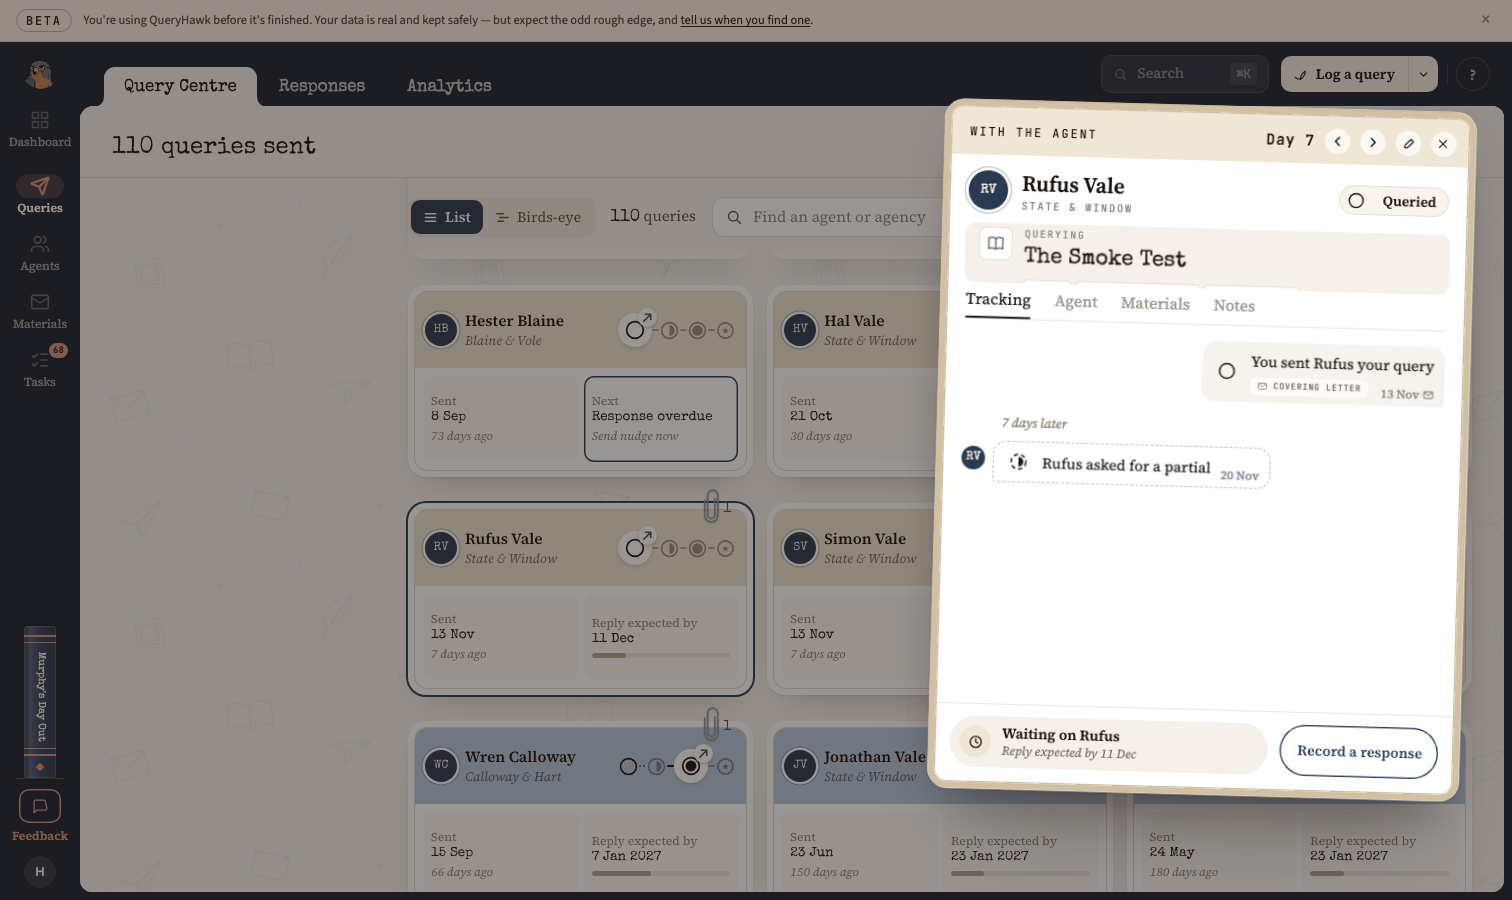 BETA
You're using QueryHawk before it's finished. Your data is real and kept safely — but expect the odd rough edge, and tell us when you find one.
Query Centre
Responses
Analytics
Search
⌘K
Log a query
?
Dashboard
Queries
Agents
Materials
68
Tasks
Murphy's Day Out
Feedback
H
110 queries sent
List
Birds-eye
110 queries
Find an agent or agency
HB
Hester Blaine
Blaine & Vole
Sent
8 Sep
73 days ago
Next
Response overdue
Send nudge now
HV
Hal Vale
State & Window
Sent
21 Oct
30 days ago
1
RV
Rufus Vale
State & Window
Sent
13 Nov
7 days ago
Reply expected by
11 Dec
SV
Simon Vale
State & Window
Sent
13 Nov
7 days ago
1
WC
Wren Calloway
Calloway & Hart
Sent
15 Sep
66 days ago
Reply expected by
7 Jan 2027
JV
Jonathan Vale
State & Window
Sent
23 Jun
150 days ago
Reply expected by
23 Jan 2027
Sent
24 May
180 days ago
Reply expected by
23 Jan 2027
WITH THE AGENT
Day 7
RV
Rufus Vale
STATE & WINDOW
Queried
QUERYING
The Smoke Test
Tracking
Agent
Materials
Notes
You sent Rufus your query
COVERING LETTER
13 Nov
7 days later
RV
Rufus asked for a partial
20 Nov
Waiting on Rufus
Reply expected by 11 Dec
Record a response